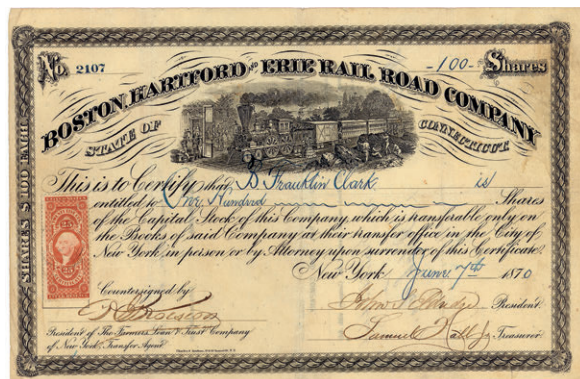 No. 2107 -100- Shares
BOSTON, HARTFORD AND ERIE RAIL ROAD COMPANY
STATE OF CONNECTICUT.
This is to Certify that B Franklin Clark is
entitled to One Hundred Shares
of the Capital Stock of this Company, which is transferable only on
the Books of said Company at their transfer office in the City of
New York in person or by Attorney upon surrender of this Certificate.
New York June 7th 1870
Countersigned by
John S Eldridge President.
President of The Farmers Loan & Trust Company
of New York, Transfer Agent
Samuel Treasurer
SHARES $100 EACH